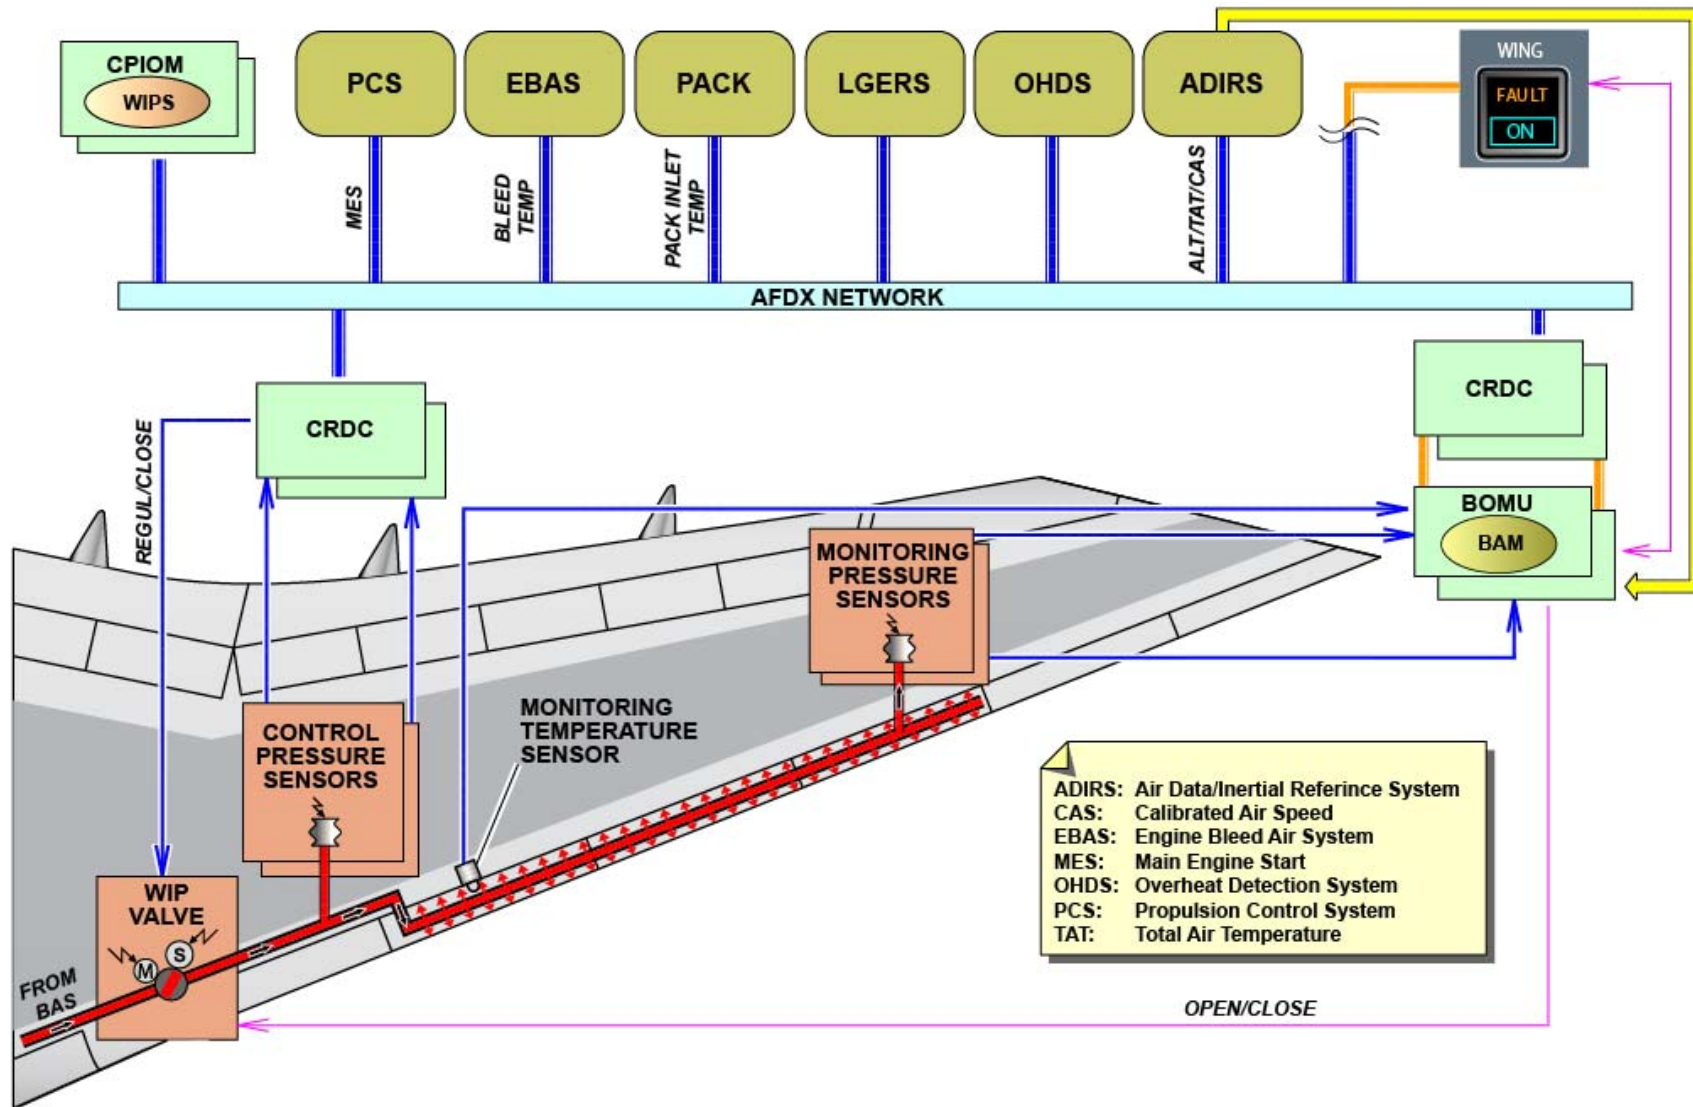 CPIOM
WIPS
PCS
EBAS
PACK
LGERS
OHDS
ADIRS
WING
FAULT
ON
MES
BLEED
TEMP
PACK INLET
TEMP
ALT/TAT/CAS
AFDX NETWORK
CRDC
CRDC
REGUL/CLOSE
BOMU
BAM
MONITORING
PRESSURE
SENSORS
CONTROL
PRESSURE
SENSORS
MONITORING
TEMPERATURE
SENSOR
WIP
VALVE
S
M
FROM
BAS
ADIRS: Air Data/Inertial Referince System
CAS: Calibrated Air Speed
EBAS: Engine Bleed Air System
MES: Main Engine Start
OHDS: Overheat Detection System
PCS: Propulsion Control System
TAT: Total Air Temperature
OPEN/CLOSE